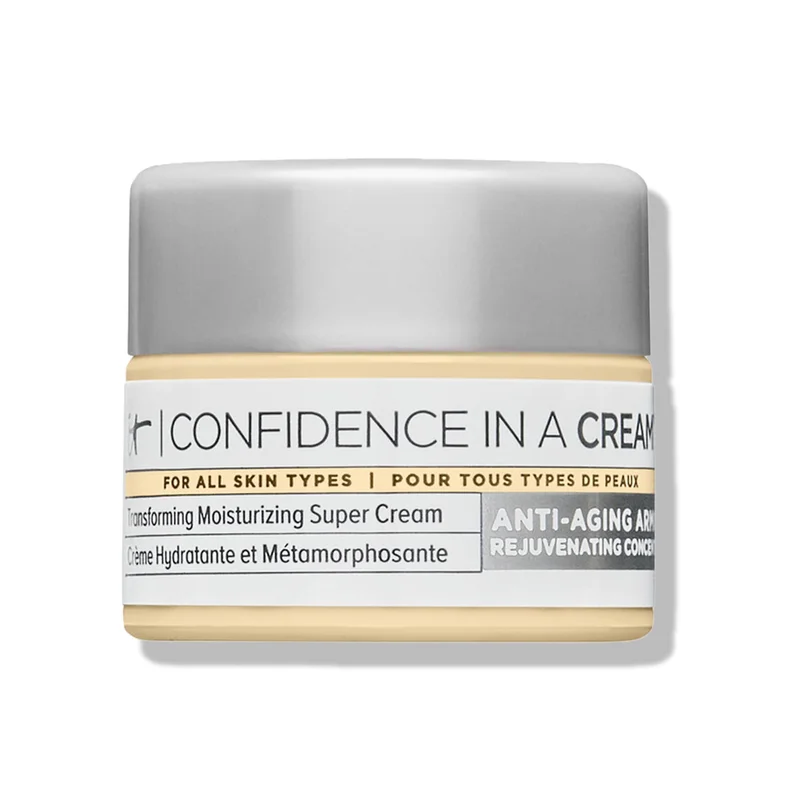 it | CONFIDENCE IN A CREAM
FOR ALL SKIN TYPES | POUR TOUS TYPES DE PEAUX
Transforming Moisturizing Super Cream
Crème Hydratante et Métamorphosante
ANTI-AGING
REJUVENATING